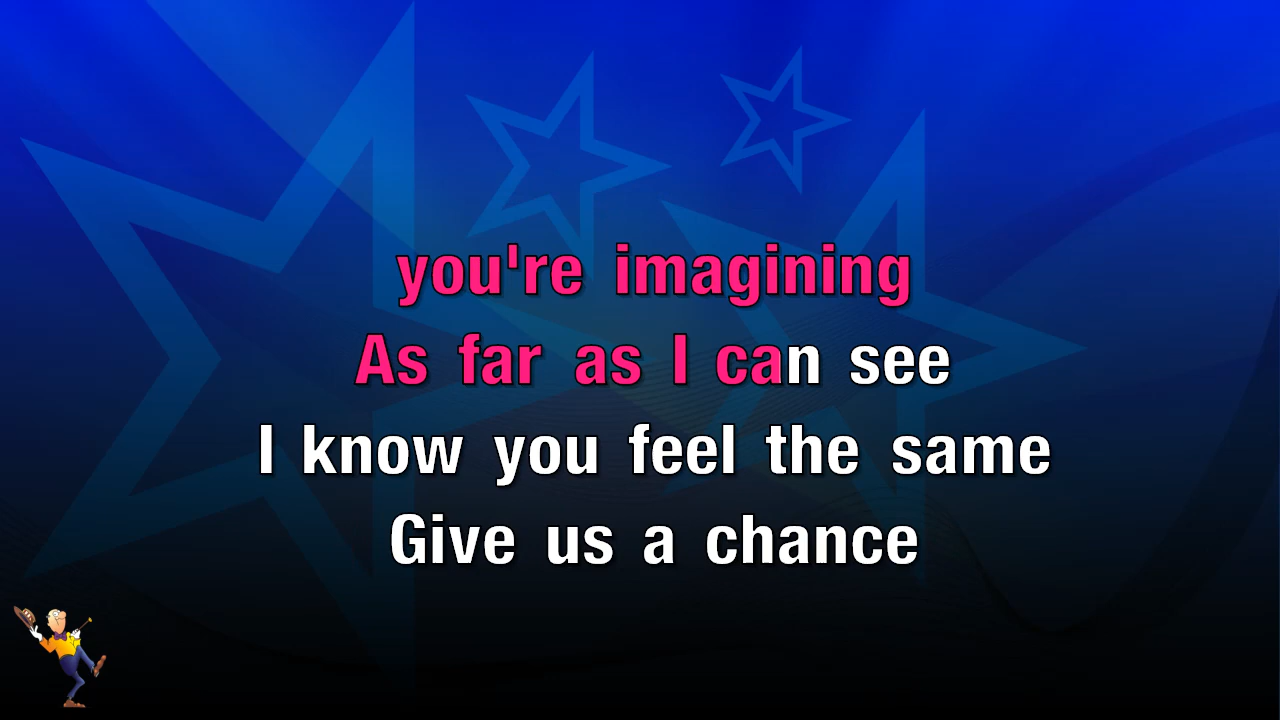 you're imagining
As far as I can see
I know you feel the same
Give us a chance